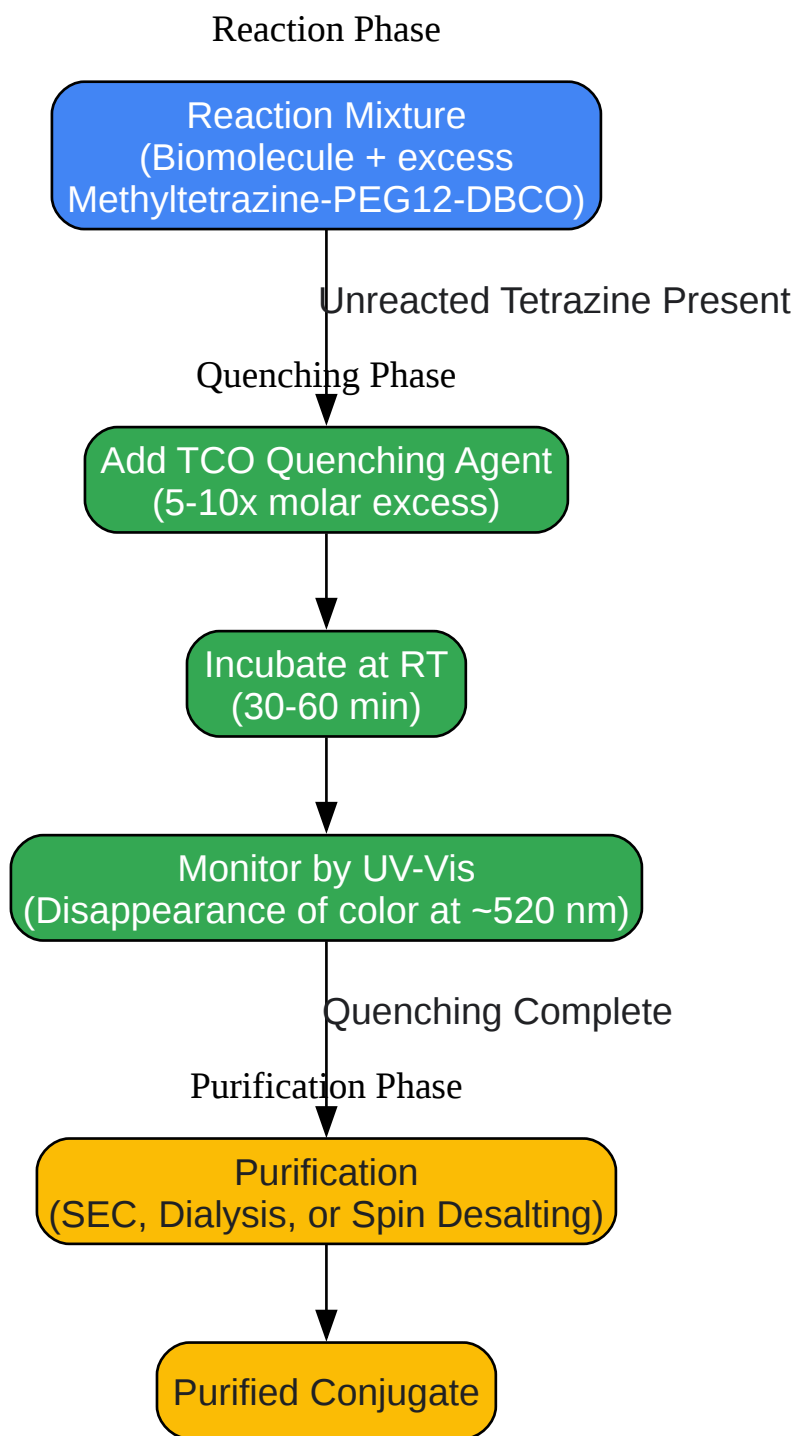 Reaction Phase
Reaction Mixture
(Biomolecule + excess
Methyltetrazine-PEG12-DBCO)
Unreacted Tetrazine Present
Quenching Phase
Add TCO Quenching Agent
(5-10x molar excess)
Incubate at RT
(30-60 min)
Monitor by UV-Vis
(Disappearance of color at ~520 nm)
Quenching Complete
Purification Phase
Purification
(SEC, Dialysis, or Spin Desalting)
Purified Conjugate